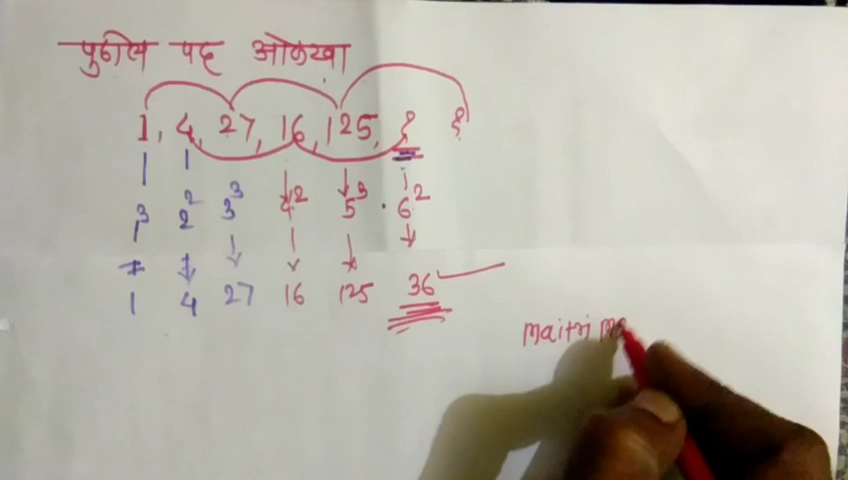 पुढील पद ओळखा
1, 4, 27, 16, 125, ? ?
1³ 2² 3³ 4² 5³ 6²
1 4 27 16 125 36
maitri